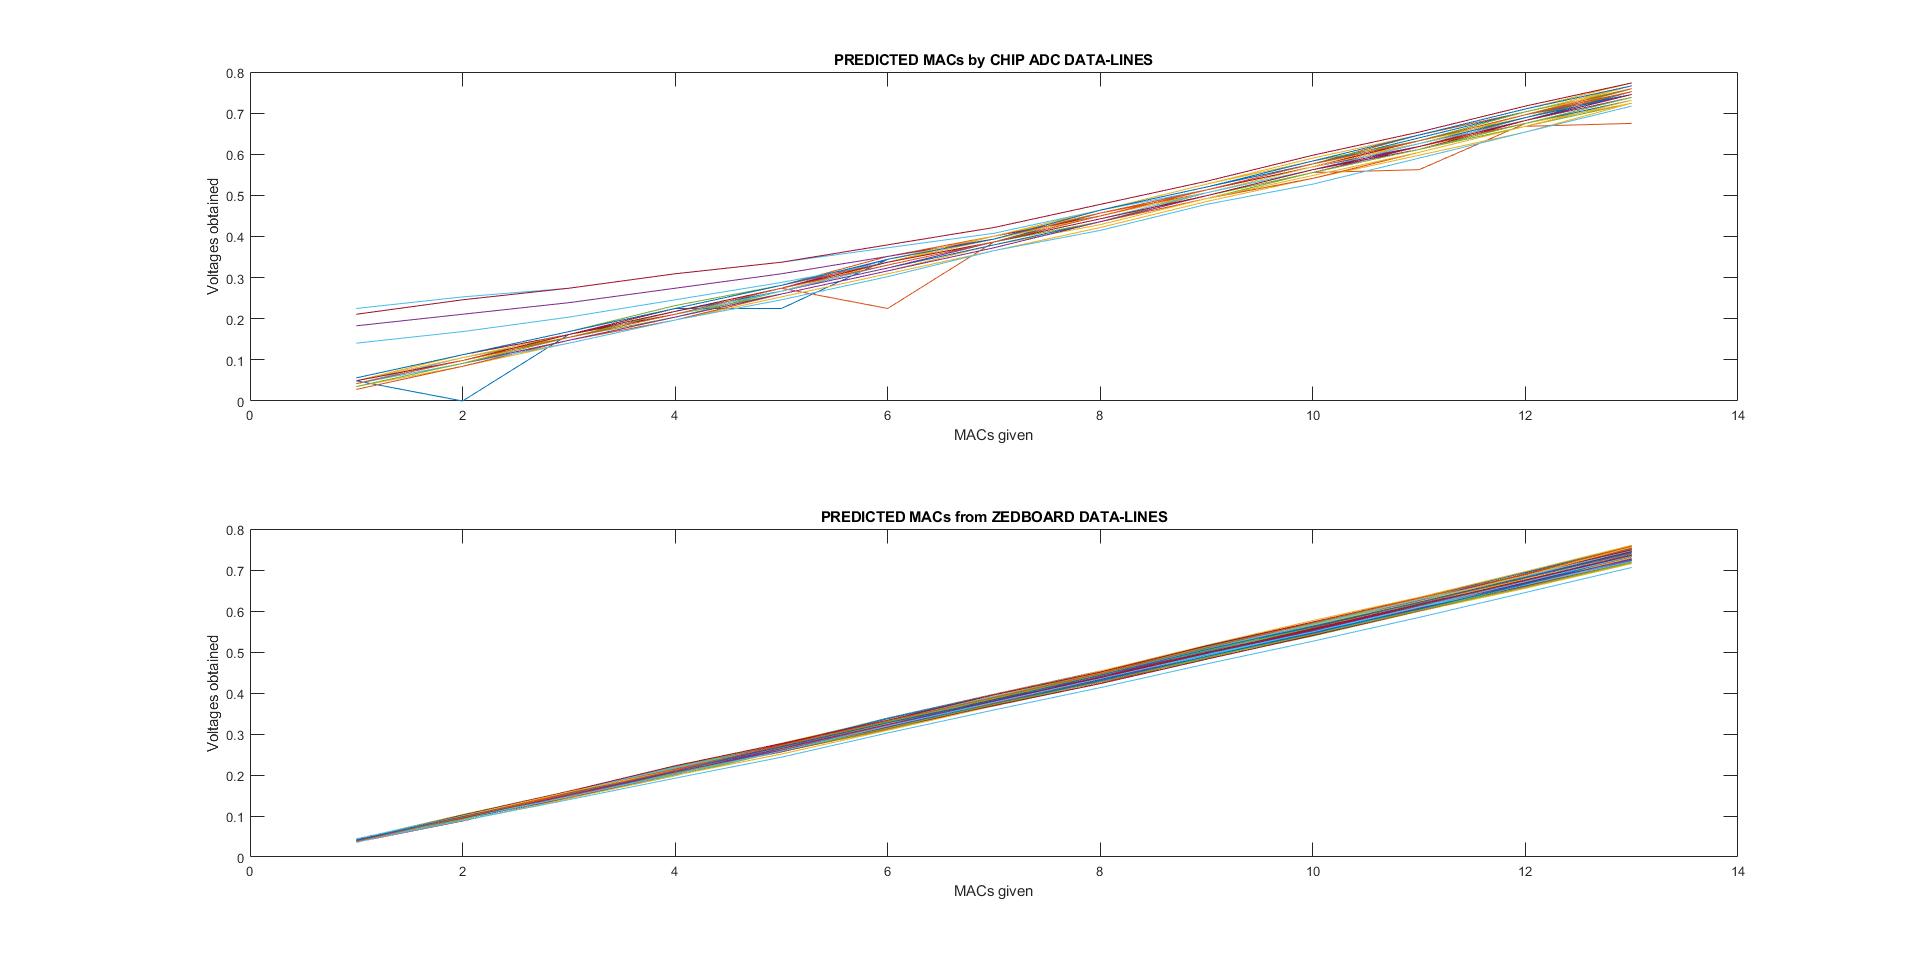 PREDICTED MACs by CHIP ADC DATA-LINES
0.8
0.7
0.6
0.5
0.4
0.3
0.2
0.1
0
Voltages obtained
0 2 4 6 8 10 12 14
MACs given
PREDICTED MACs from ZEDBOARD DATA-LINES
0.8
0.7
0.6
0.5
0.4
0.3
0.2
0.1
0
Voltages obtained
0 2 4 6 8 10 12 14
MACs given